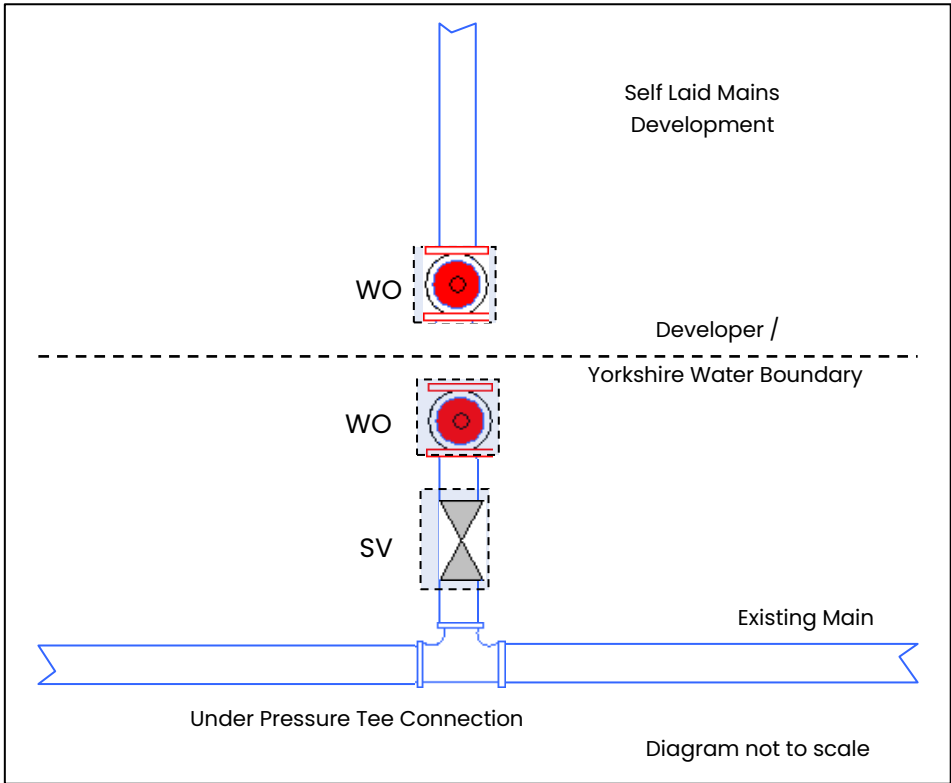 Self Laid Mains
Development
WO
Developer /
Yorkshire Water Boundary
WO
SV
Existing Main
Under Pressure Tee Connection
Diagram not to scale